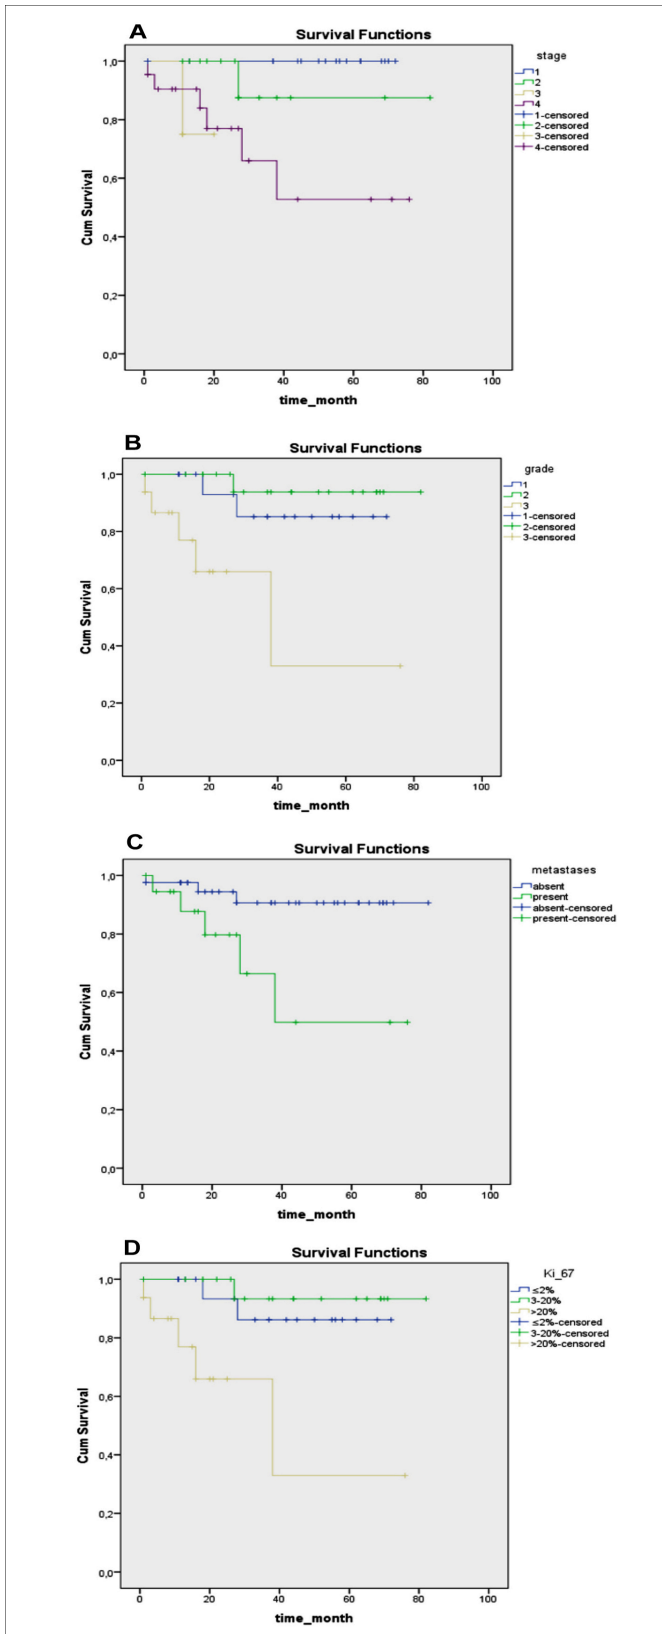 A
Survival Functions
stage
1
2
3
4
1-censored
2-censored
3-censored
4-censored
Cum Survival
1,0
0,8
0,6
0,4
0,2
0,0
0 20 40 60 80 100
time_month
B
Survival Functions
grade
1
2
3
1-censored
2-censored
3-censored
Cum Survival
1,0
0,8
0,6
0,4
0,2
0,0
0 20 40 60 80 100
time_month
C
Survival Functions
metastases
absent
present
absent-censored
present-censored
Cum Survival
1,0
0,8
0,6
0,4
0,2
0,0
0 20 40 60 80 100
time_month
D
Survival Functions
Ki_67
≤2%
3-20%
>20%
≤2%-censored
3-20%-censored
>20%-censored
Cum Survival
1,0
0,8
0,6
0,4
0,2
0,0
0 20 40 60 80 100
time_month